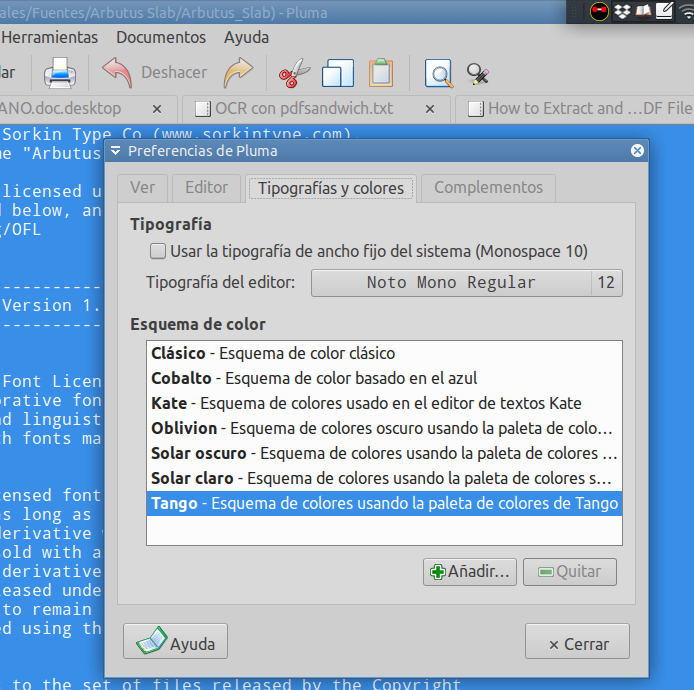 ales/Fuentes/Arbutus Slab/Arbutus_Slab) - Pluma
Herramientas Documentos Ayuda
ar Deshacer
ANO.doc.desktop × OCR con pdfsandwich.txt × How to Extract and ...DF File
Sorkin Type Co (www.sorkintype.com)
e "Arbutus
licensed u
below, an
g/OFL
----------
Version 1.
----------
Font Licen
orative fon
nd linguist
h fonts ma
ensed font
s long as
derivative
old with a
derivative
eased unde
to remain
ed using th
to the set of files released by the Copyright
Preferencias de Pluma
Ver Editor Tipografías y colores Complementos
Tipografía
Usar la tipografía de ancho fijo del sistema (Monospace 10)
Tipografía del editor: Noto Mono Regular 12
Esquema de color
Clásico - Esquema de color clásico
Cobalto - Esquema de color basado en el azul
Kate - Esquema de colores usado en el editor de textos Kate
Oblivion - Esquema de colores oscuro usando la paleta de colo...
Solar oscuro - Esquema de colores usando la paleta de colores ...
Solar claro - Esquema de colores usando la paleta de colores s...
Tango - Esquema de colores usando la paleta de colores de Tango
Añadir... Quitar
Ayuda × Cerrar